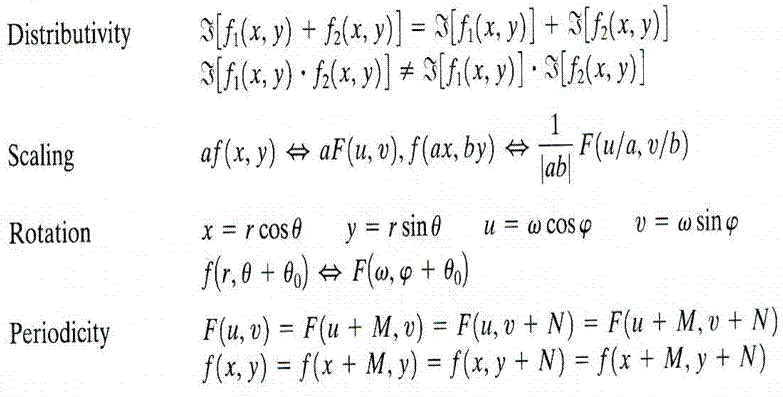 Distributivity ℑ[f₁(x, y) + f₂(x, y)] = ℑ[f₁(x, y)] + ℑ[f₂(x, y)]
ℑ[f₁(x, y) · f₂(x, y)] ≠ ℑ[f₁(x, y)] · ℑ[f₂(x, y)]
Scaling af(x, y) ⇔ aF(u, v), f(ax, by) ⇔ 1/|ab| F(u/a, v/b)
Rotation x = r cos θ y = r sin θ u = ω cos φ v = ω sin φ
f(r, θ + θ₀) ⇔ F(ω, φ + θ₀)
Periodicity F(u, v) = F(u + M, v) = F(u, v + N) = F(u + M, v + N)
f(x, y) = f(x + M, y) = f(x, y + N) = f(x + M, y + N)